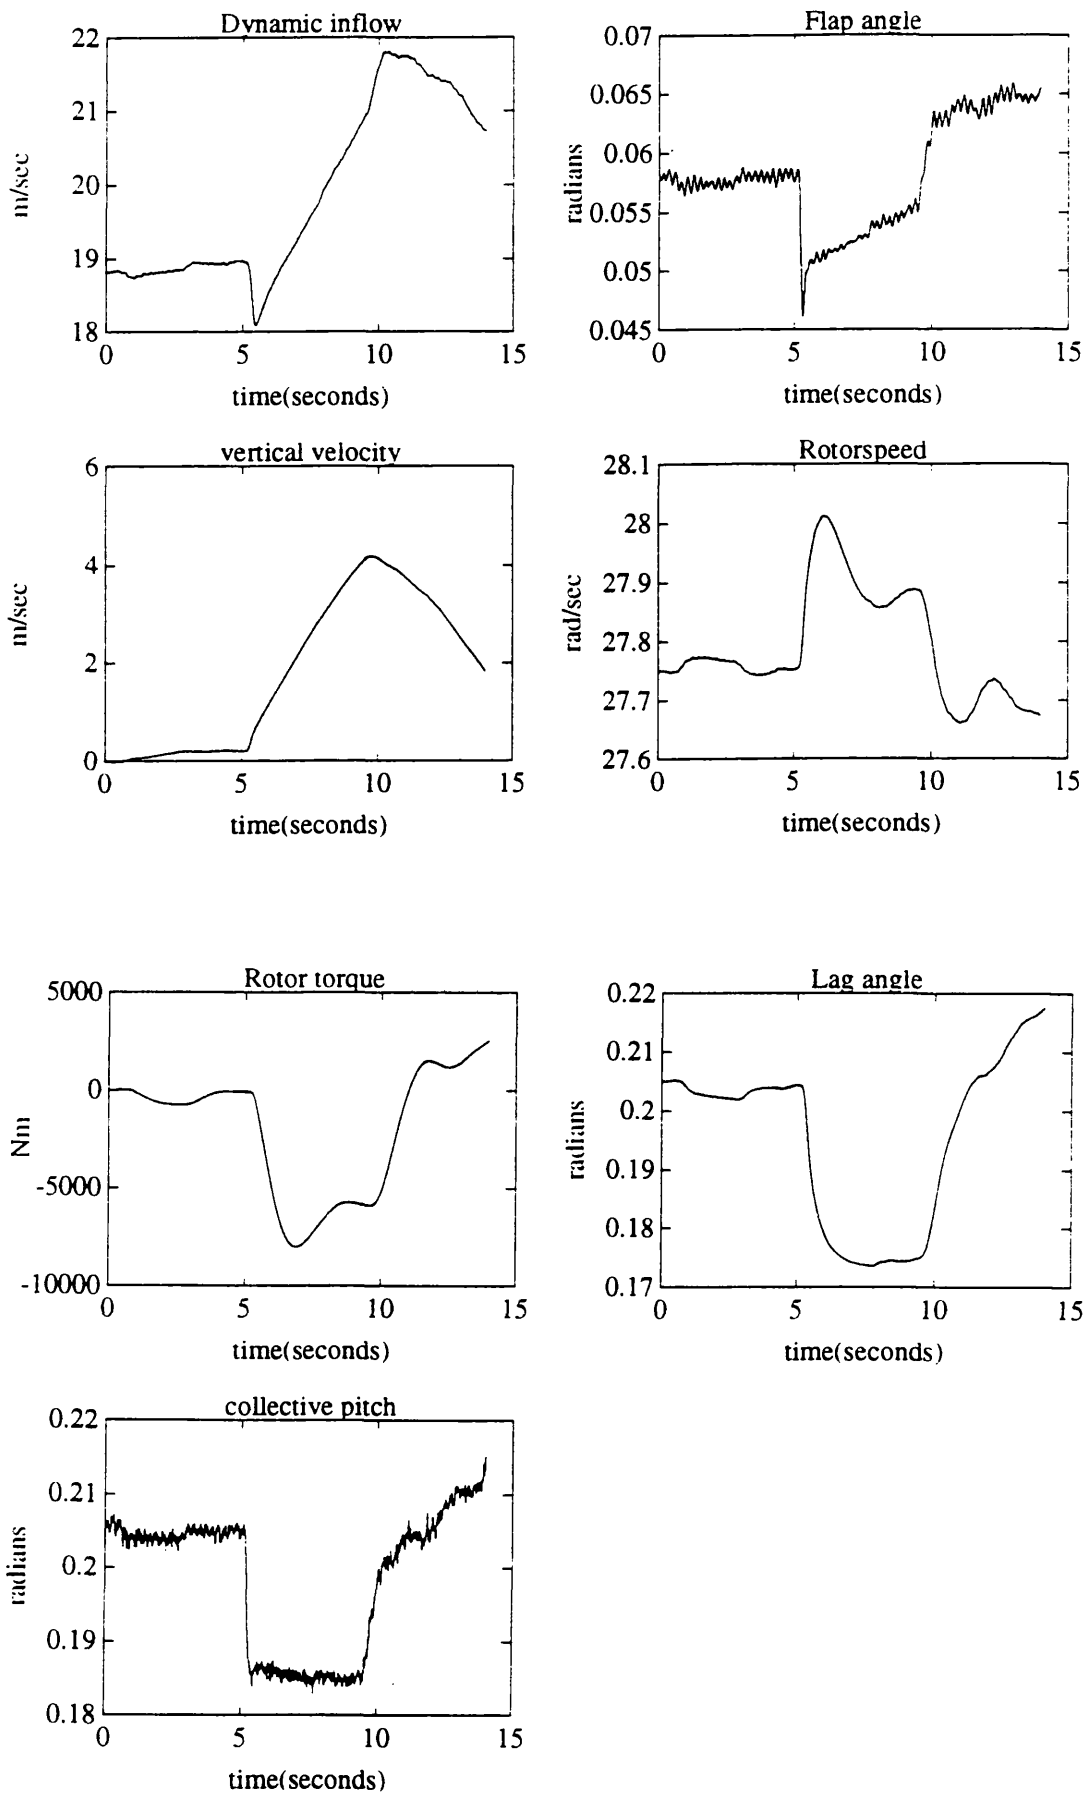 Dynamic inflow
22
21
20
19
18
m/sec
0 5 10 15
time(seconds)
Flap angle
0.07
0.065
0.06
0.055
0.05
0.045
radians
0 5 10 15
time(seconds)
vertical velocity
6
4
2
0
m/sec
0 5 10 15
time(seconds)
Rotorspeed
28.1
28
27.9
27.8
27.7
27.6
rad/sec
0 5 10 15
time(seconds)
Rotor torque
5000
0
-5000
-10000
Nm
0 5 10 15
time(seconds)
Lag angle
0.22
0.21
0.2
0.19
0.18
0.17
radians
0 5 10 15
time(seconds)
collective pitch
0.22
0.21
0.2
0.19
0.18
radians
0 5 10 15
time(seconds)